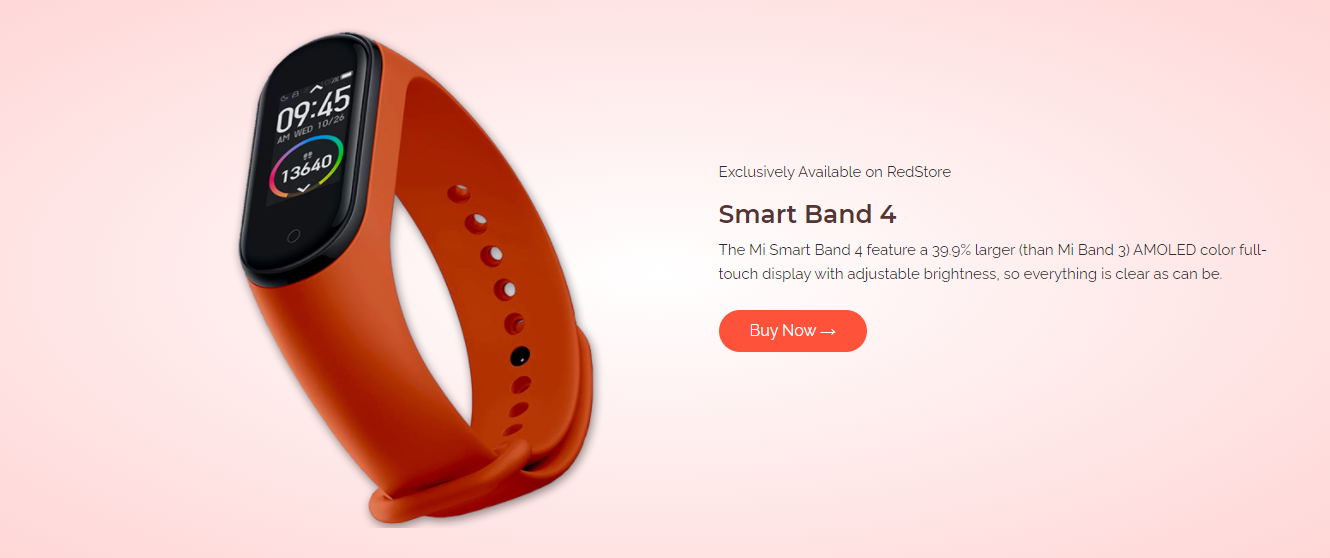 09:45
AM WED 10/26
13640
Exclusively Available on RedStore
Smart Band 4
The Mi Smart Band 4 feature a 39.9% larger (than Mi Band 3) AMOLED color full-
touch display with adjustable brightness, so everything is clear as can be.
Buy Now →